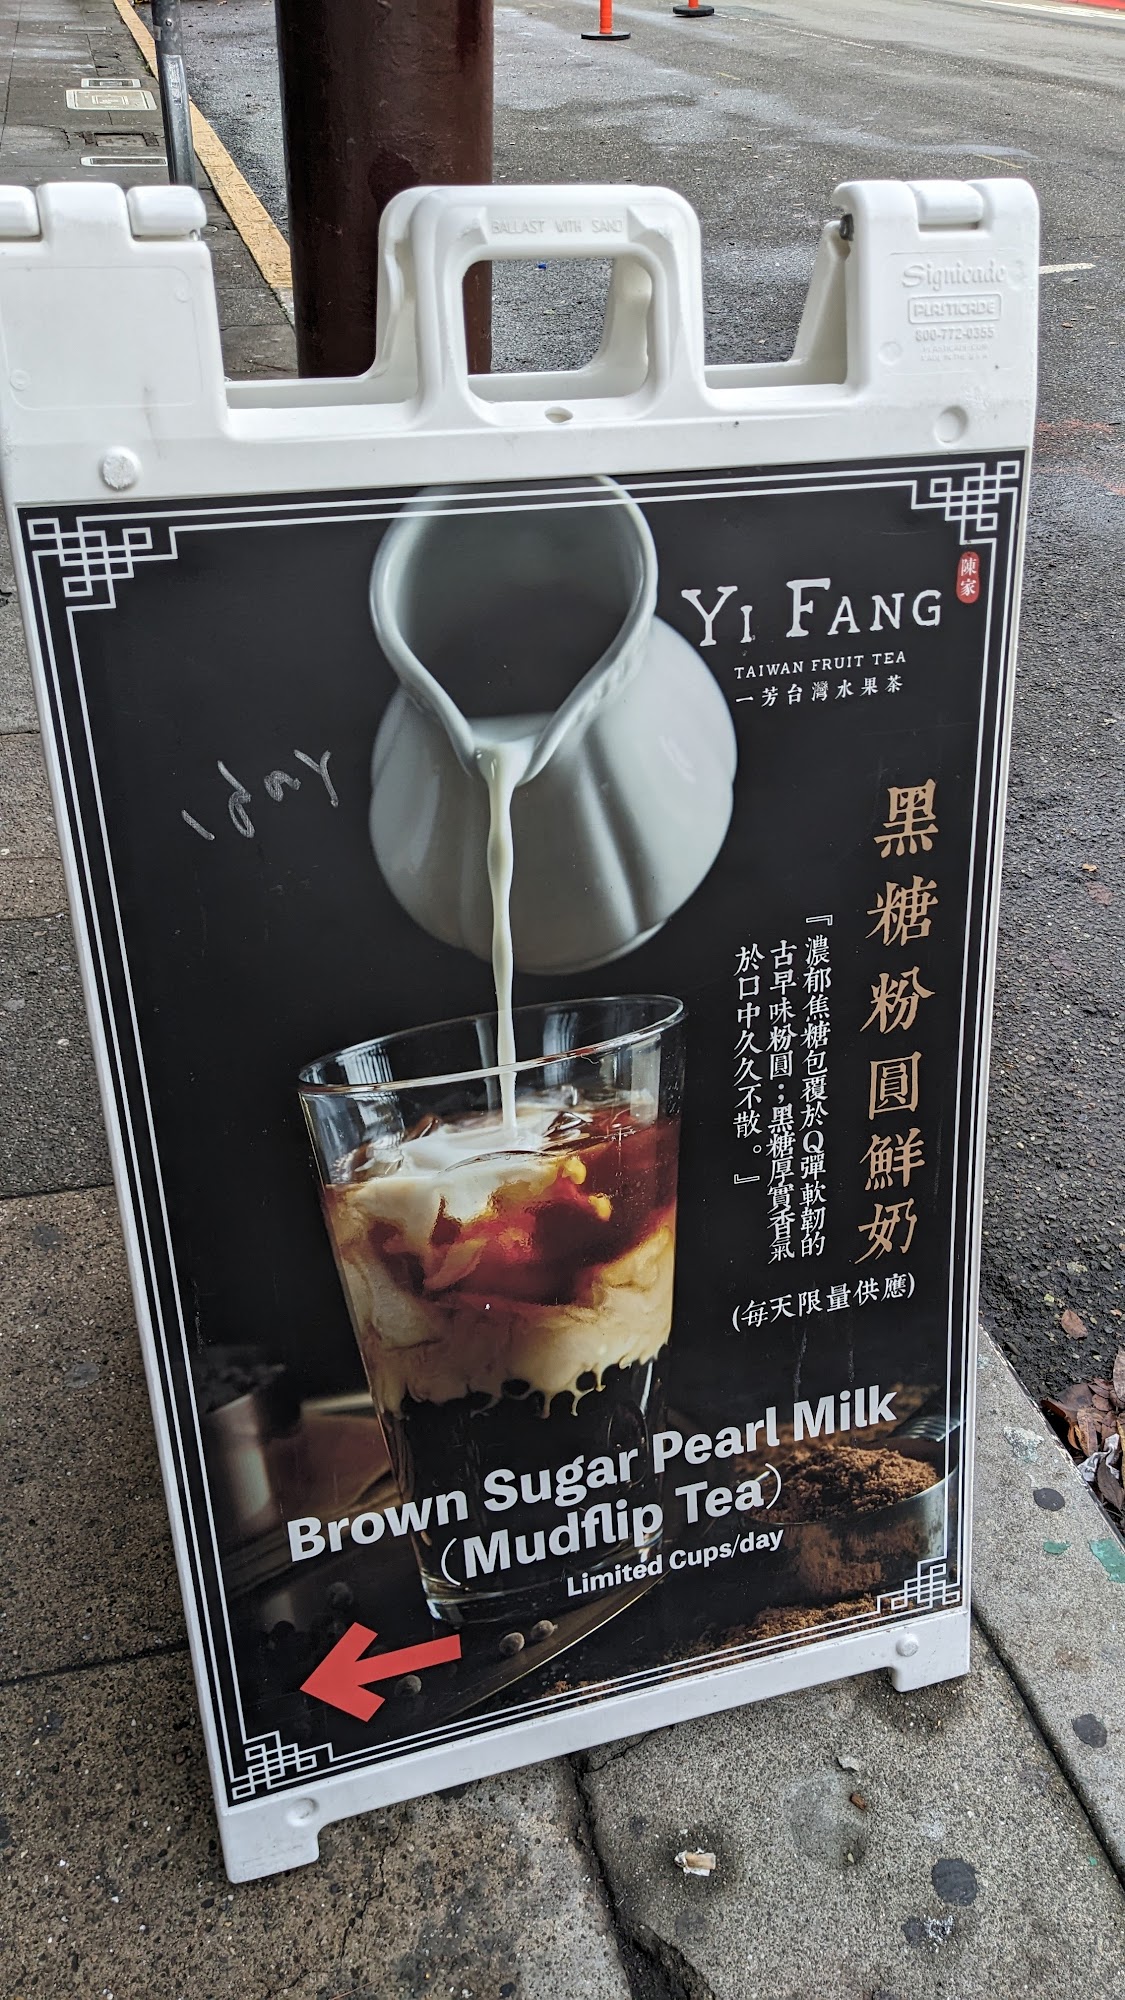 BALLAST WITH SAND
Signicade
PLASTICADE
800-772-0355
陳家
YI FANG
TAIWAN FRUIT TEA
一芳台灣水果茶
黑糖粉圓鮮奶
『濃郁焦糖包覆於Q彈軟韌的
古早味粉圓；黑糖厚實香氣
於口中久久不散。』
(每天限量供應)
Brown Sugar Pearl Milk
(Mudflip Tea)
Limited Cups/day